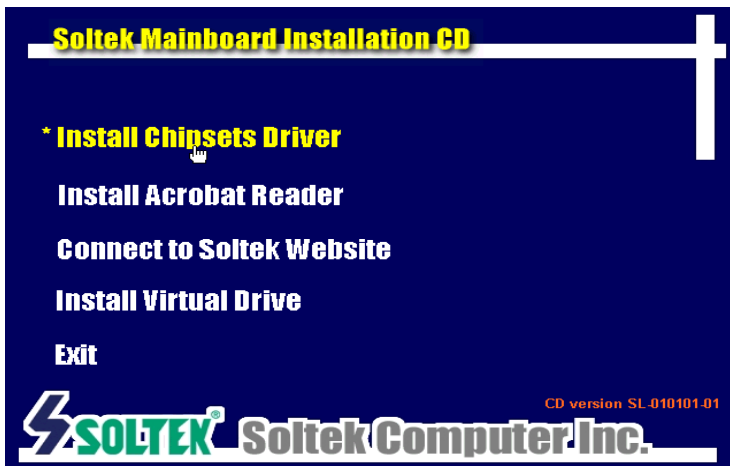 Soltek Mainboard Installation CD
* Install Chipsets Driver
Install Acrobat Reader
Connect to Soltek Website
Install Virtual Drive
Exit
CD version SL-010101-01
SOLTEK® Soltek Computer Inc.